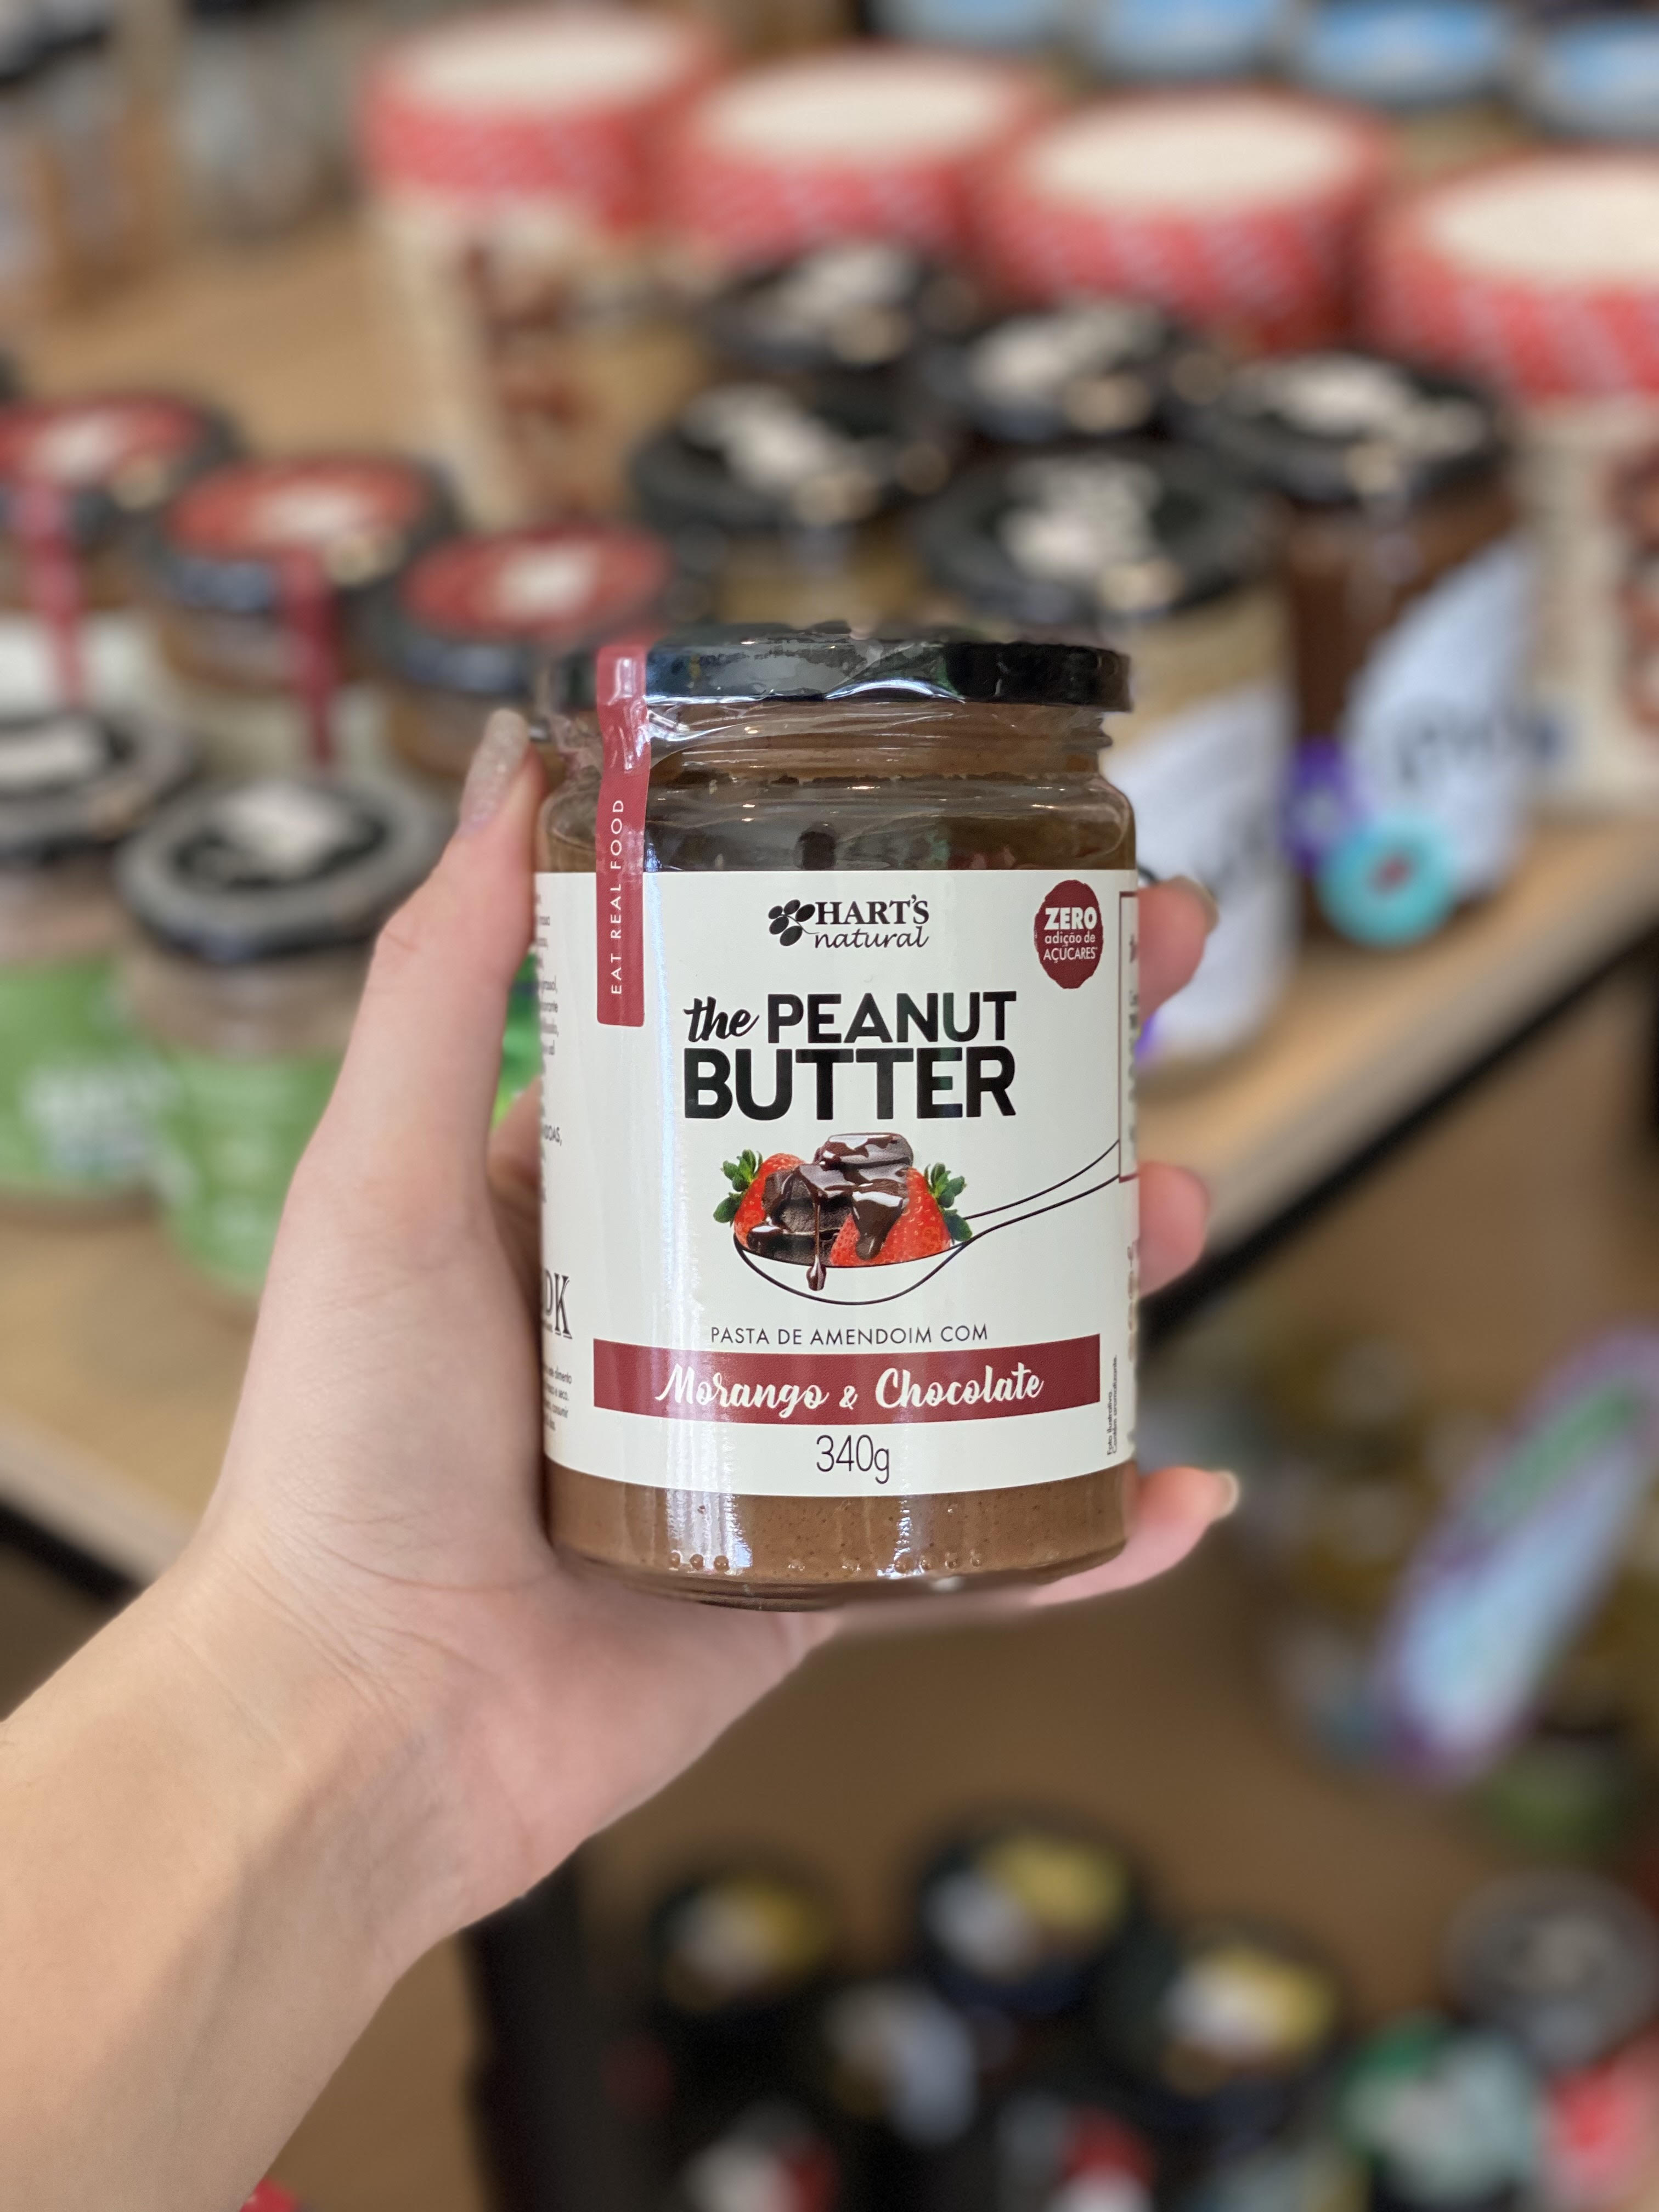 EAT REAL FOOD
HART'S
natural
ZERO
adição de
AÇÚCARES*
the PEANUT
BUTTER
PASTA DE AMENDOIM COM
Morango & Chocolate
340g